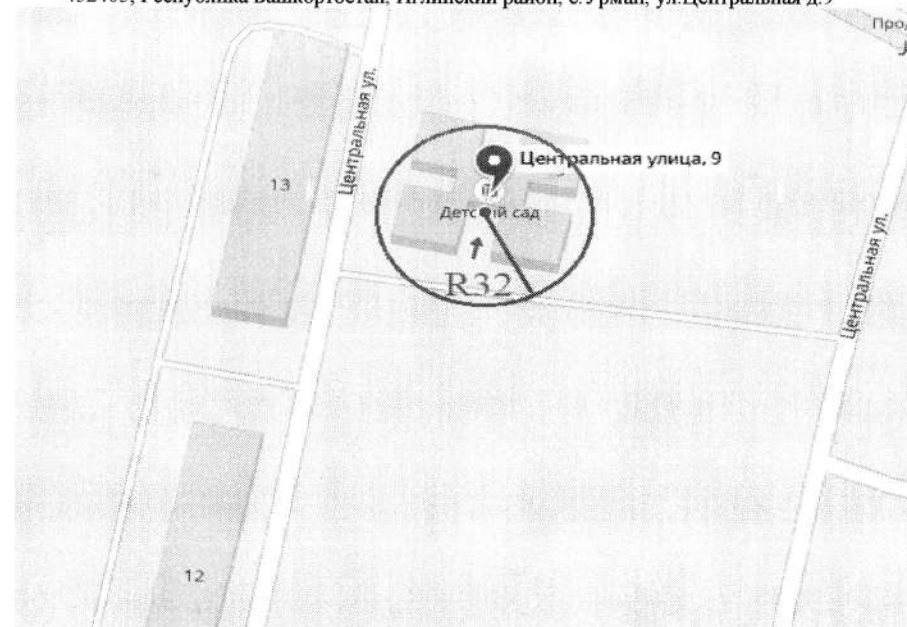 Республика Башкортостан, Иглинский район, с.Урман, ул.Центральная д.9
Прод
Центральная ул.
Центральная улица, 9
13
Детский сад
R32
Центральная ул.
12